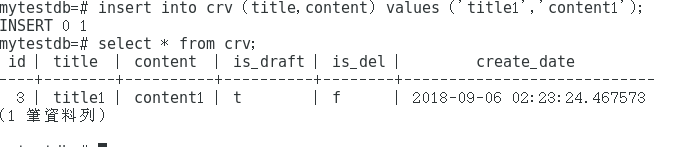 mytestdb=# insert into crv (title,content) values ('title1','content1');
INSERT 0 1
mytestdb=# select * from crv;
 id | title | content | is_draft | is_del | create_date
----+--------+----------+----------+--------+----------------------------
  3 | title1 | content1 | t | f | 2018-09-06 02:23:24.467573
(1 筆資料列)
mytestdb=#